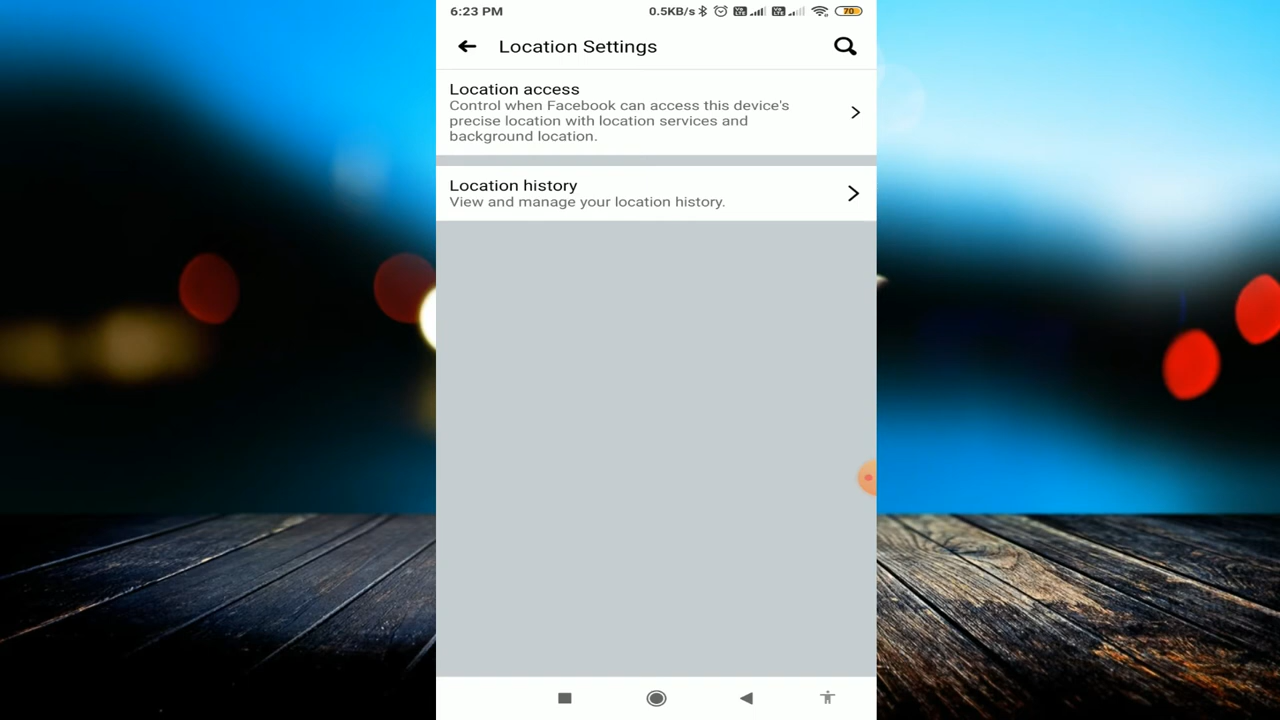 6:23 PM 0.5KB/s 70
Location Settings
Location access
Control when Facebook can access this device's
precise location with location services and
background location.
Location history
View and manage your location history.